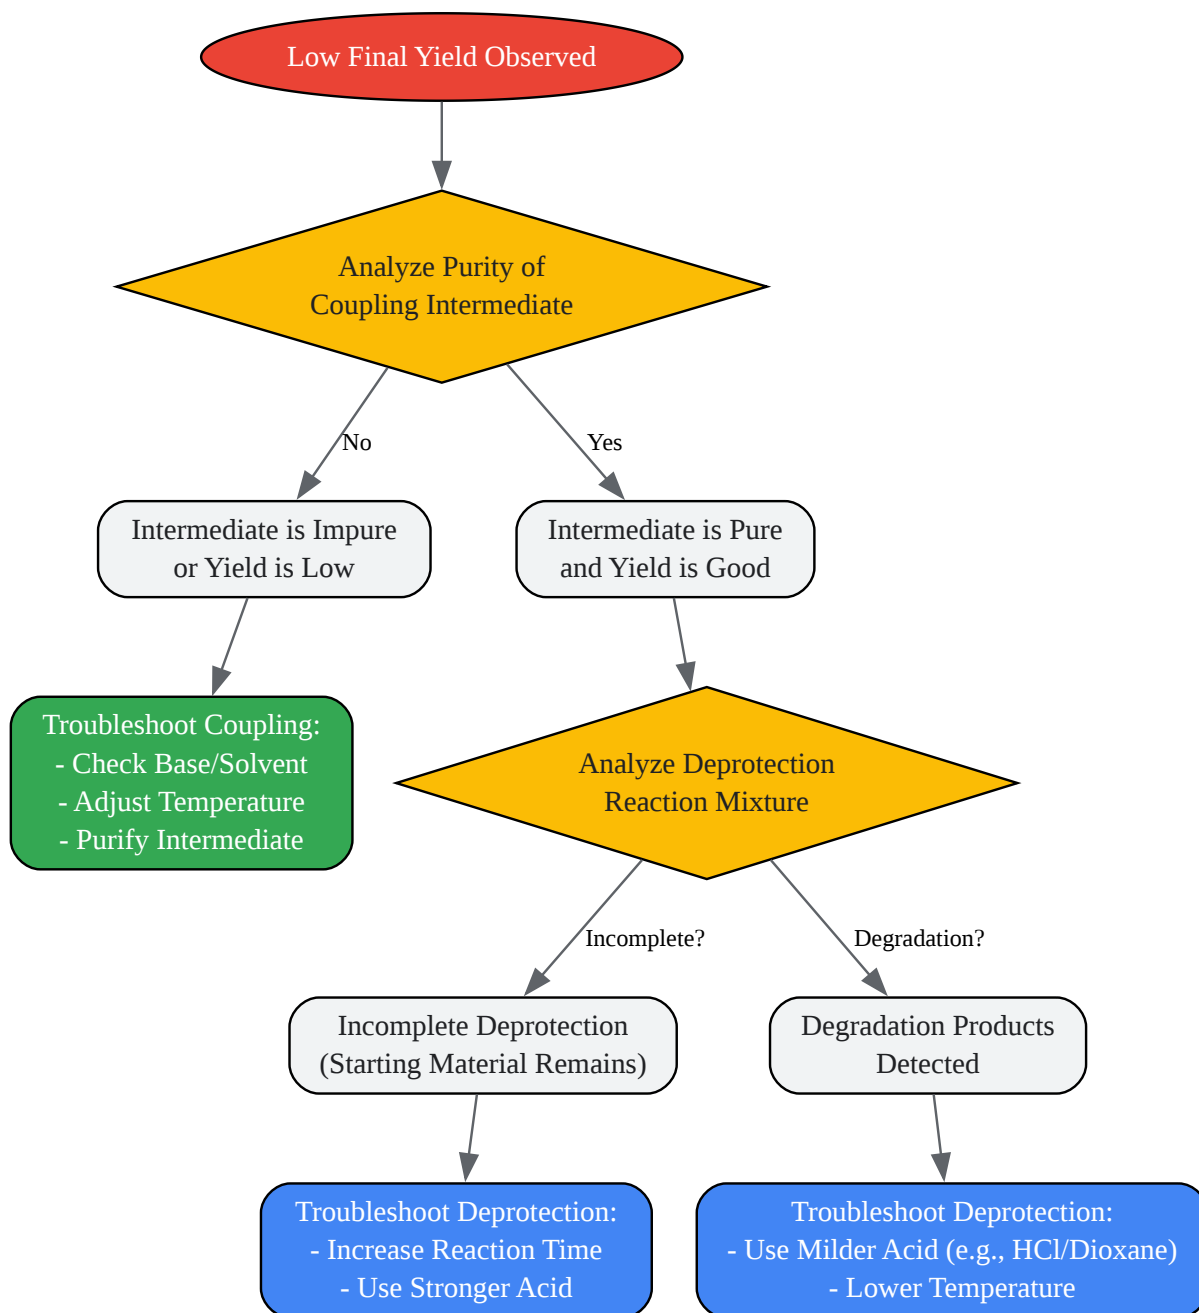 Low Final Yield Observed
Analyze Purity of
Coupling Intermediate
No
Yes
Intermediate is Impure
or Yield is Low
Intermediate is Pure
and Yield is Good
Troubleshoot Coupling:
- Check Base/Solvent
- Adjust Temperature
- Purify Intermediate
Analyze Deprotection
Reaction Mixture
Incomplete?
Degradation?
Incomplete Deprotection
(Starting Material Remains)
Degradation Products
Detected
Troubleshoot Deprotection:
- Increase Reaction Time
- Use Stronger Acid
Troubleshoot Deprotection:
- Use Milder Acid (e.g., HCl/Dioxane)
- Lower Temperature